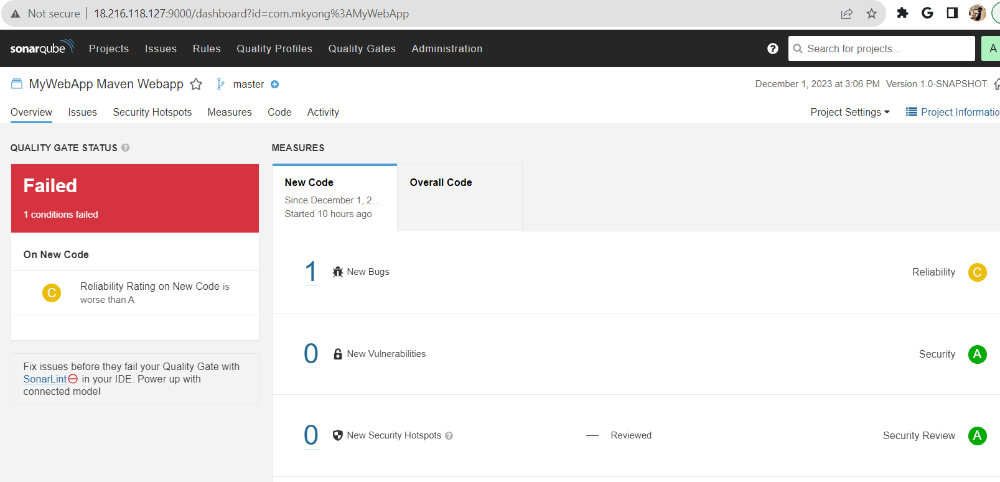 Not secure 18.216.118.127:9000/dashboard?id=com.mkyong%3AMyWebApp
sonarqube Projects Issues Rules Quality Profiles Quality Gates Administration Search for projects... A
MyWebApp Maven Webapp master December 1, 2023 at 3:06 PM Version 1.0-SNAPSHOT
Overview Issues Security Hotspots Measures Code Activity Project Settings Project Informatio
QUALITY GATE STATUS
Failed
1 conditions failed
On New Code
C Reliability Rating on New Code is
worse than A
Fix issues before they fail your Quality Gate with
SonarLint in your IDE. Power up with
connected mode!
MEASURES
New Code
Since December 1, 2...
Started 10 hours ago
Overall Code
1 New Bugs Reliability C
0 New Vulnerabilities Security A
0 New Security Hotspots Reviewed Security Review A